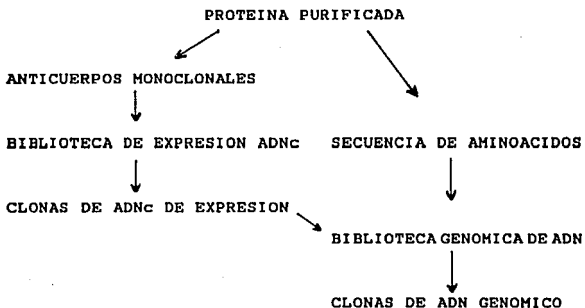 PROTEINA PURIFICADA
ANTICUERPOS MONOCLONALES
BIBLIOTECA DE EXPRESION ADNc
SECUENCIA DE AMINOACIDOS
CLONAS DE ADNc DE EXPRESION
BIBLIOTECA GENOMICA DE ADN
CLONAS DE ADN GENOMICO